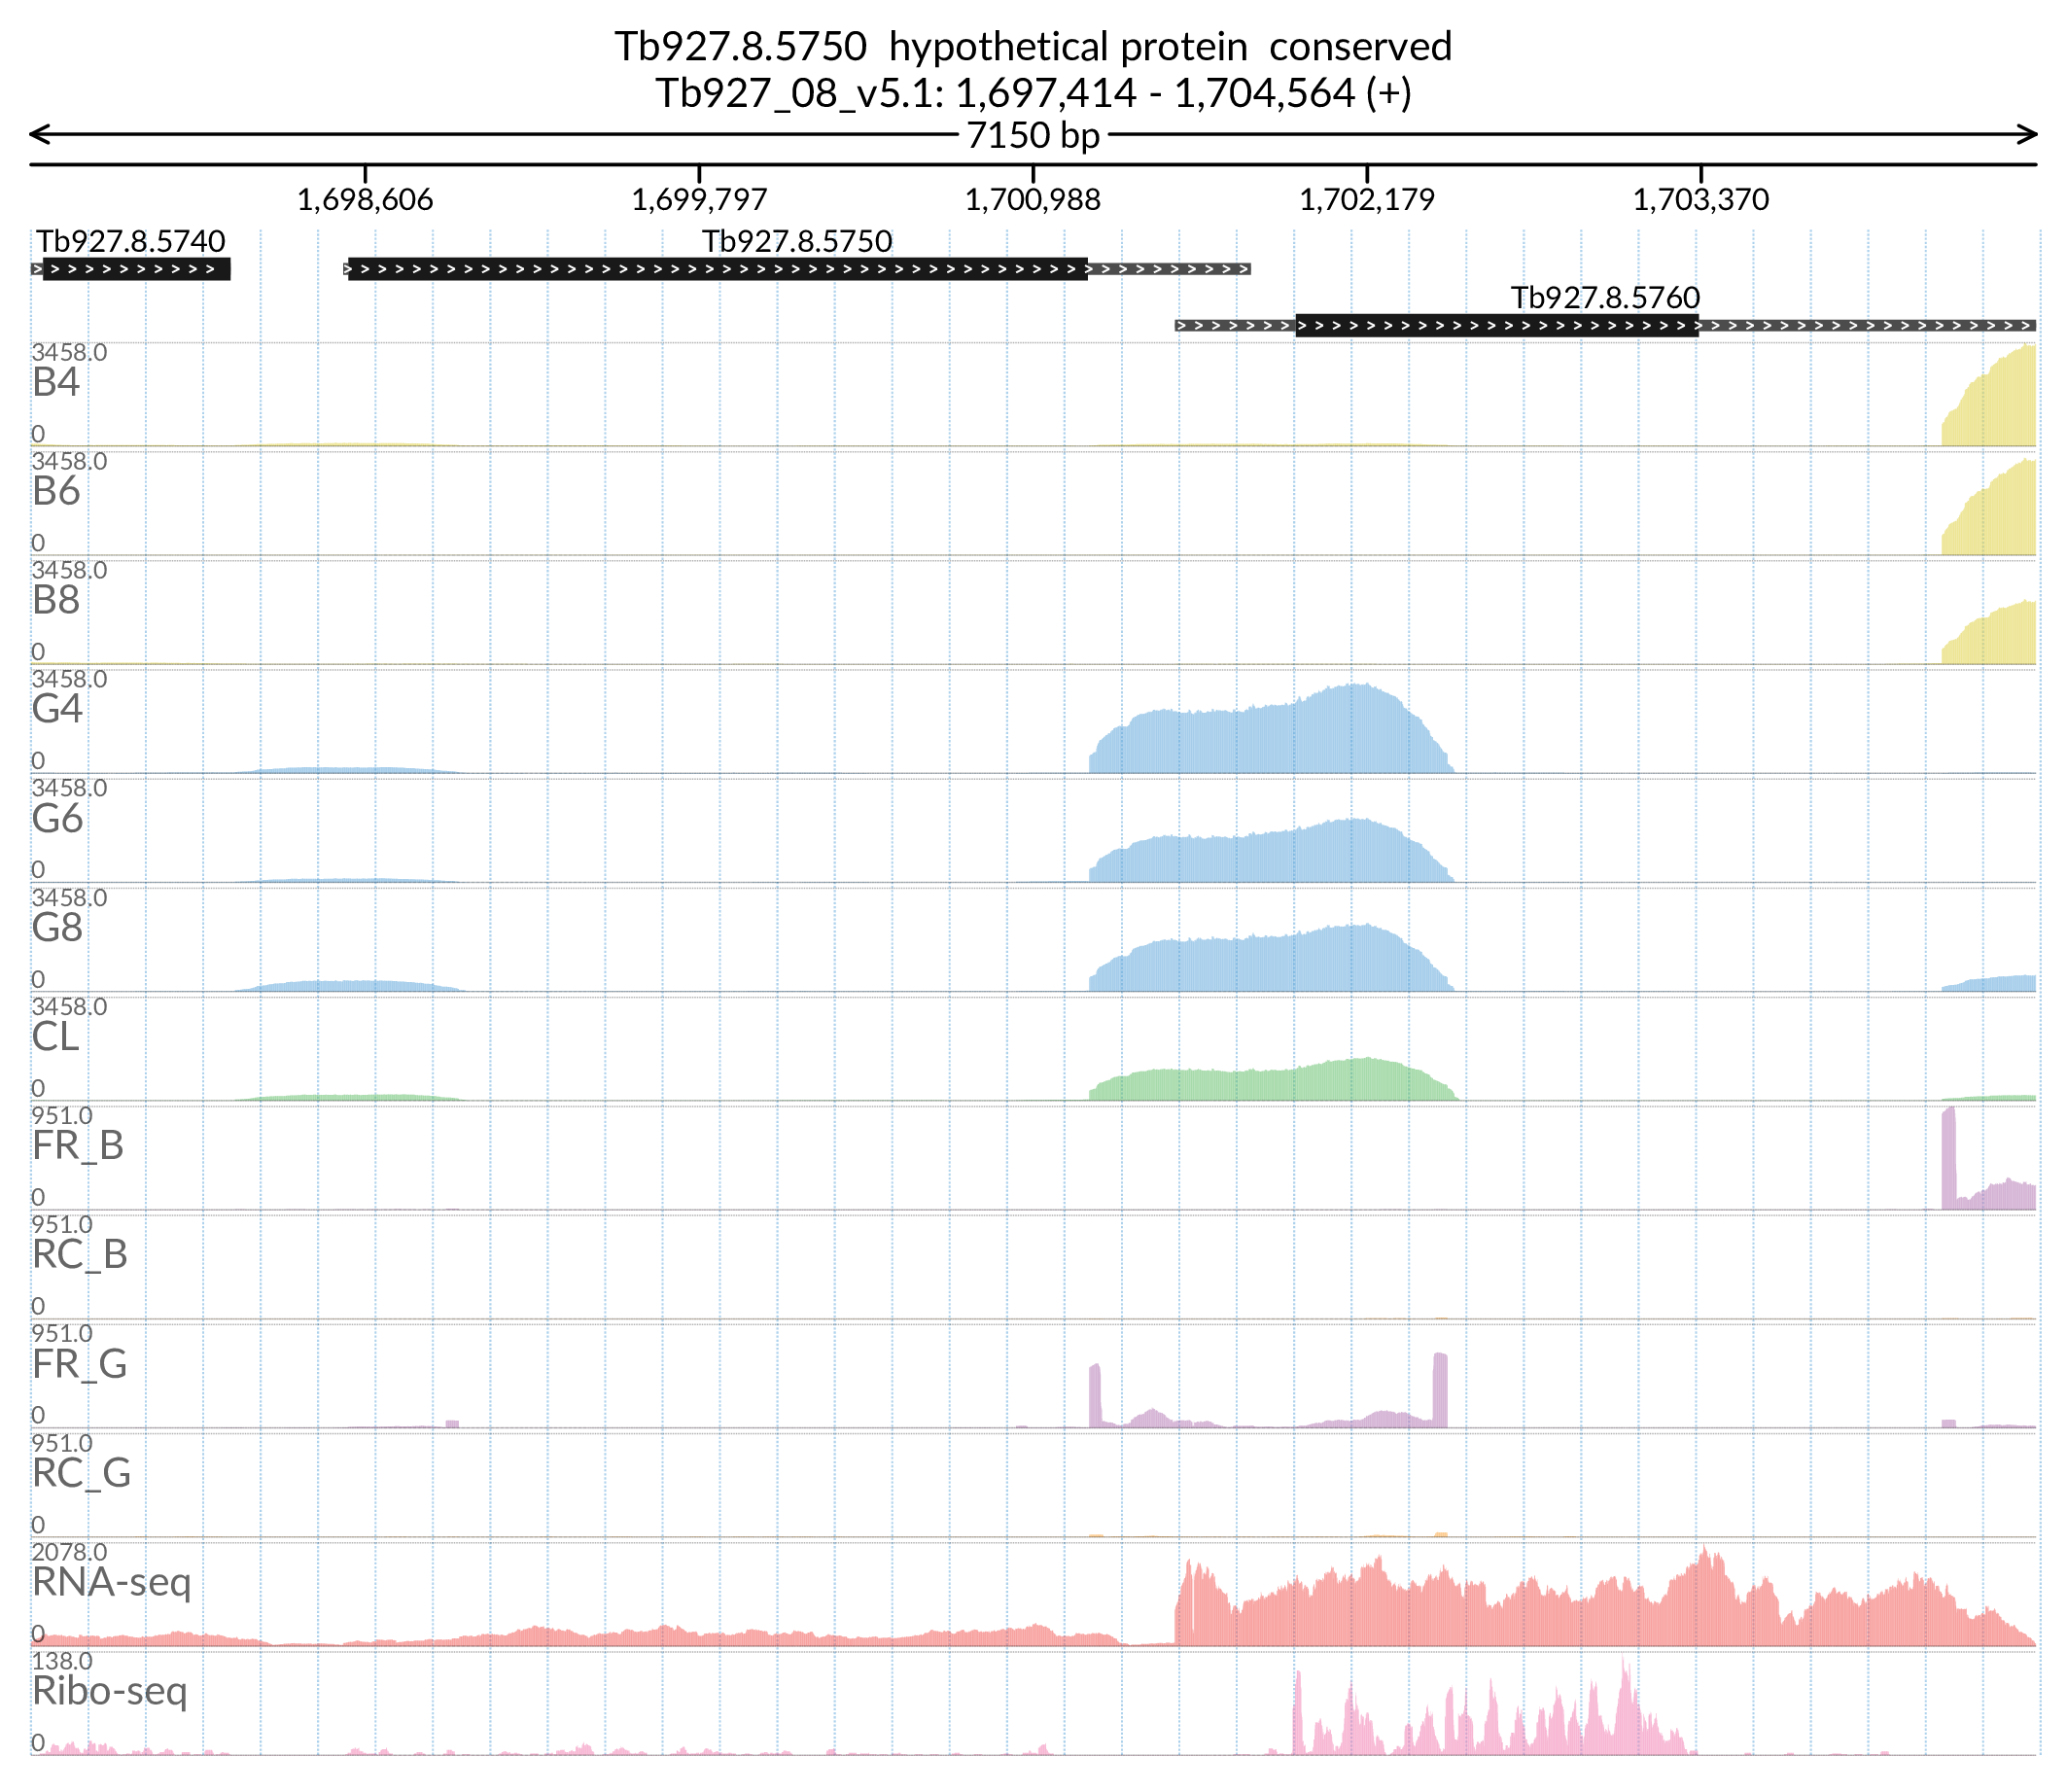 Tb927.8.5750 hypothetical protein conserved
Tb927_08_v5.1: 1,697,414 - 1,704,564 (+)
7150 bp
1,698,606 1,699,797 1,700,988 1,702,179 1,703,370
Tb927.8.5740 Tb927.8.5750
Tb927.8.5760
3458.0
B4
0
3458.0
B6
0
3458.0
B8
0
3458.0
G4
0
3458.0
G6
0
3458.0
G8
0
3458.0
CL
0
951.0
FR_B
0
951.0
RC_B
0
951.0
FR_G
0
951.0
RC_G
0
2078.0
RNA-seq
0
138.0
Ribo-seq
0